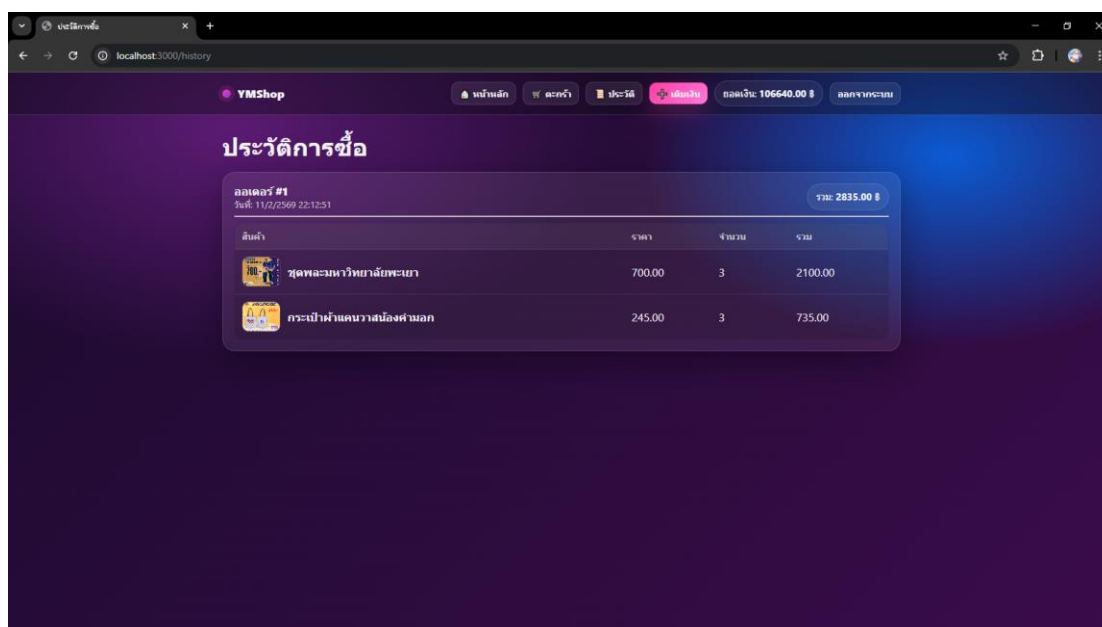 ประวัติการซื้อ
localhost:3000/history
YMShop
หน้าหลัก
ตะกร้า
ประวัติ
เติมเงิน
ยอดเงิน: 106640.00 ฿
ออกจากระบบ
ประวัติการซื้อ
ออเดอร์ #1
วันที่: 11/2/2569 22:12:51
รวม: 2835.00 ฿
สินค้า ราคา จำนวน รวม
700.-
ชุดพละมหาวิทยาลัยพะเยา 700.00 3 2100.00
กระเป๋าผ้าแคนวาสน้องคำมอก 245.00 3 735.00